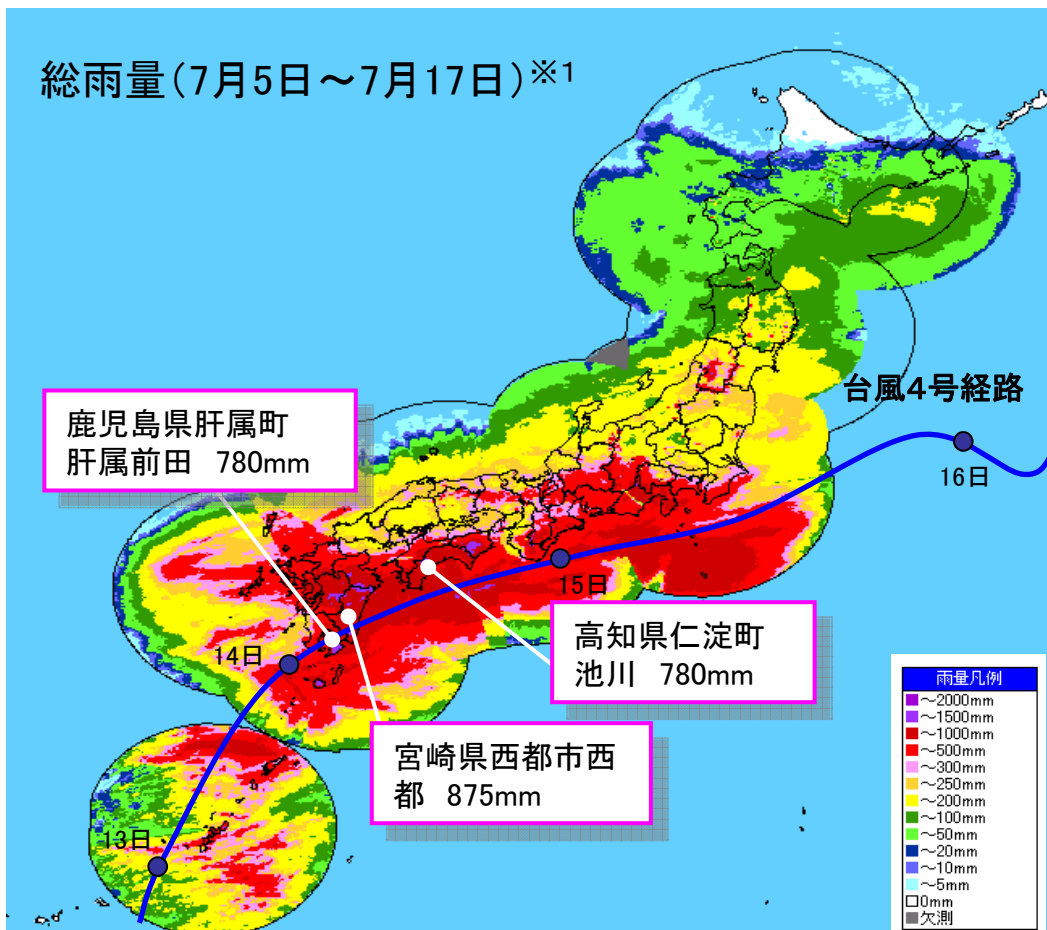 総雨量(7月5日～7月17日)※1
台風4号経路
鹿児島県肝属町
肝属前田 780mm
16日
15日
高知県仁淀町
池川 780mm
14日
宮崎県西都市西
都 875mm
13日
雨量凡例
～2000mm
～1500mm
～1000mm
～500mm
～300mm
～250mm
～200mm
～100mm
～50mm
～20mm
～10mm
～5mm
0mm
欠測